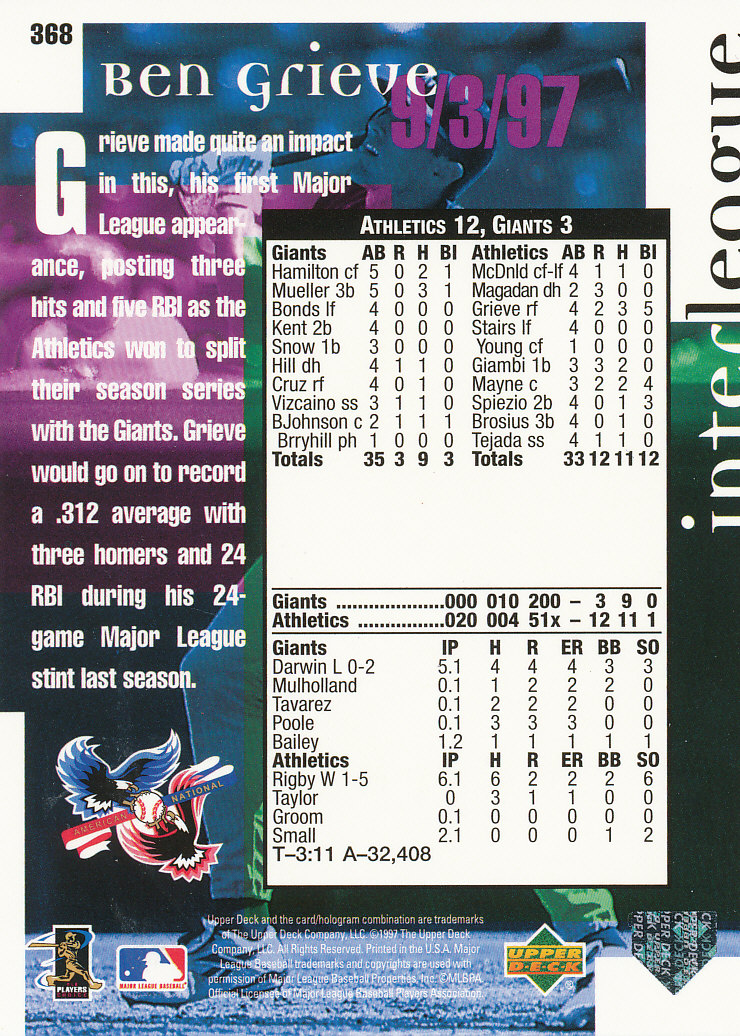 368
Ben Grieve
9/3/97
Grieve made quite an impact
in this, his first Major
League appear-
ance, posting three
hits and five RBI as the
Athletics won to split
their season series
with the Giants. Grieve
would go on to record
a .312 average with
three homers and 24
RBI during his 24-
game Major League
stint last season.
interleague
ATHLETICS 12, GIANTS 3
Giants AB R H BI Athletics AB R H BI
Hamilton cf 5 0 2 1 McDnld cf-lf 4 1 1 0
Mueller 3b 5 0 3 1 Magadan dh 2 3 0 0
Bonds lf 4 0 0 0 Grieve rf 4 2 3 5
Kent 2b 4 0 0 0 Stairs lf 4 0 0 0
Snow 1b 3 0 0 0 Young cf 1 0 0 0
Hill dh 4 1 1 0 Giambi 1b 3 3 2 0
Cruz rf 4 0 1 0 Mayne c 3 2 2 4
Vizcaino ss 3 1 1 0 Spiezio 2b 4 0 1 3
BJohnson c 2 1 1 1 Brosius 3b 4 0 1 0
Brryhill ph 1 0 0 0 Tejada ss 4 1 1 0
Totals 35 3 9 3 Totals 33 12 11 12
Giants .....................000 010 200 – 3 9 0
Athletics .................020 004 51x – 12 11 1
Giants IP H R ER BB SO
Darwin L 0-2 5.1 4 4 4 3 3
Mulholland 0.1 1 2 2 2 0
Tavarez 0.1 2 2 2 0 0
Poole 0.1 3 3 3 0 0
Bailey 1.2 1 1 1 1 1
Athletics IP H R ER BB SO
Rigby W 1-5 6.1 6 2 2 2 6
Taylor 0 3 1 1 0 0
Groom 0.1 0 0 0 0 0
Small 2.1 0 0 0 1 2
T–3:11 A–32,408
AMERICAN NATIONAL
Upper Deck and the card/hologram combination are trademarks
of The Upper Deck Company, LLC. ©1997 The Upper Deck
Company, LLC. All Rights Reserved. Printed in the U.S.A. Major
League Baseball trademarks and copyrights are used with
permission of Major League Baseball Properties, Inc. ©MLBPA
Official Licensee of Major League Baseball Players Association.
PLAYERS
CHOICE
MAJOR LEAGUE BASEBALL
UPPER
DECK